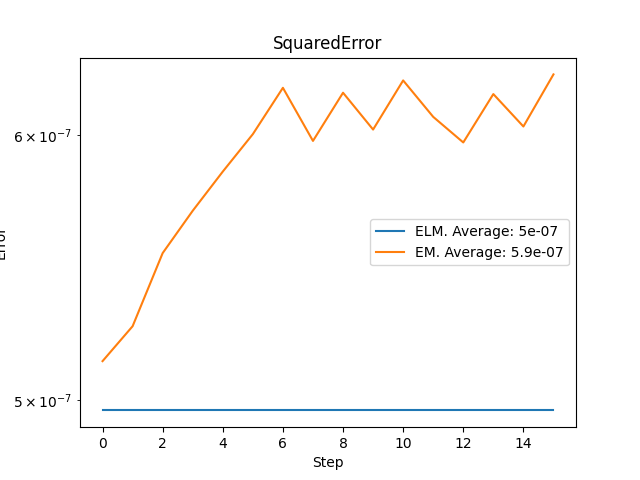 SquaredError
6 × 10⁻⁷
5 × 10⁻⁷
Error
ELM. Average: 5e-07
EM. Average: 5.9e-07
0 2 4 6 8 10 12 14
Step